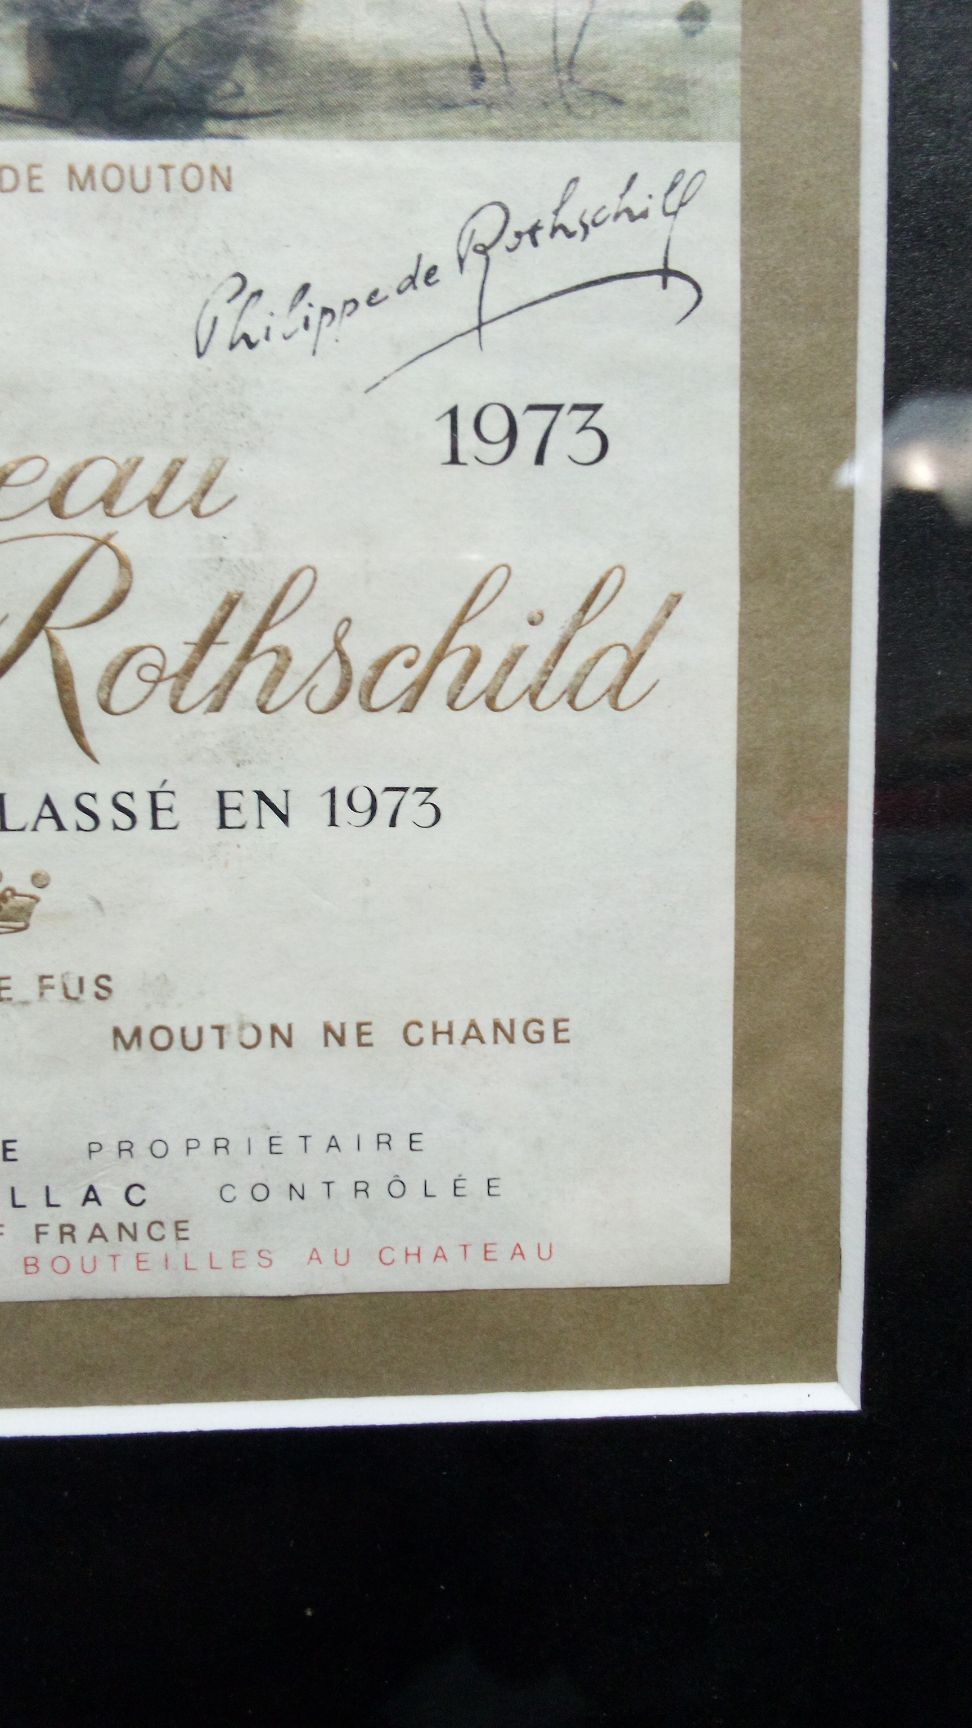 DE MOUTON
Philippe de Rothschild
1973
eau
Rothschild
LASSÉ EN 1973
E FUS
MOUTON NE CHANGE
E PROPRIÉTAIRE
LLAC CONTRÔLÉE
F FRANCE
BOUTEILLES AU CHATEAU